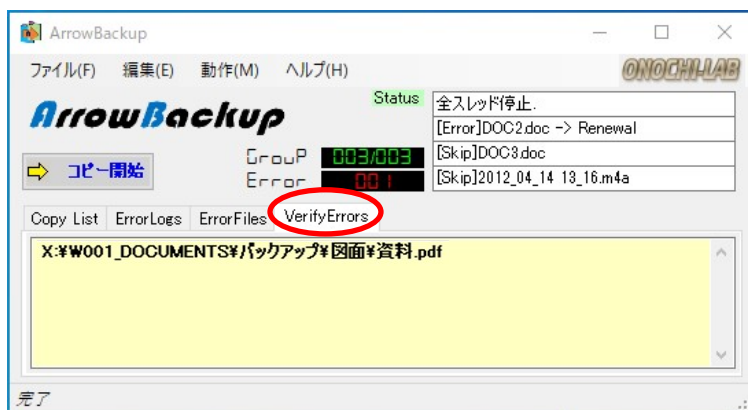 ArrowBackup
ファイル(F) 編集(E) 動作(M) ヘルプ(H)
ONOCHI-LAB
ArrowBackup
Status
全スレッド停止.
[Error]DOC2.doc -> Renewal
[Skip]DOC3.doc
[Skip]2012_04_14 13_16.m4a
コピー開始
GrouP 003/003
Error 001
Copy List ErrorLogs ErrorFiles VerifyErrors
X:¥W001_DOCUMENTS¥バックアップ¥図面¥資料.pdf
完了